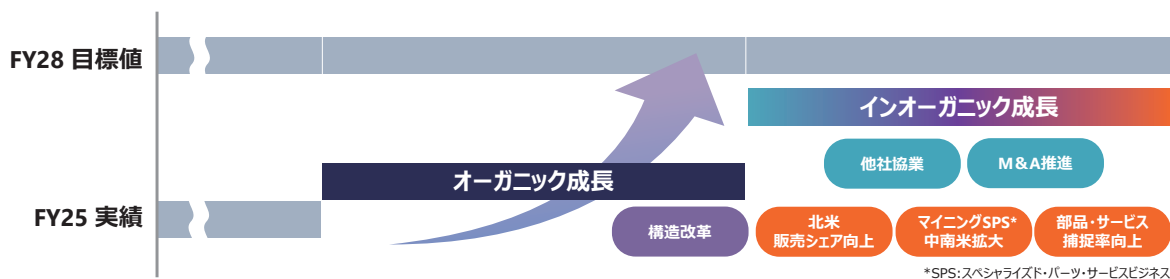 FY28 目標値
インオーガニック成長
他社協業
M&A推進
オーガニック成長
FY25 実績
構造改革
北米
販売シェア向上
マイニングSPS*
中南米拡大
部品・サービス
捕捉率向上
*SPS:スペシャライズド・パーツ・サービスビジネス